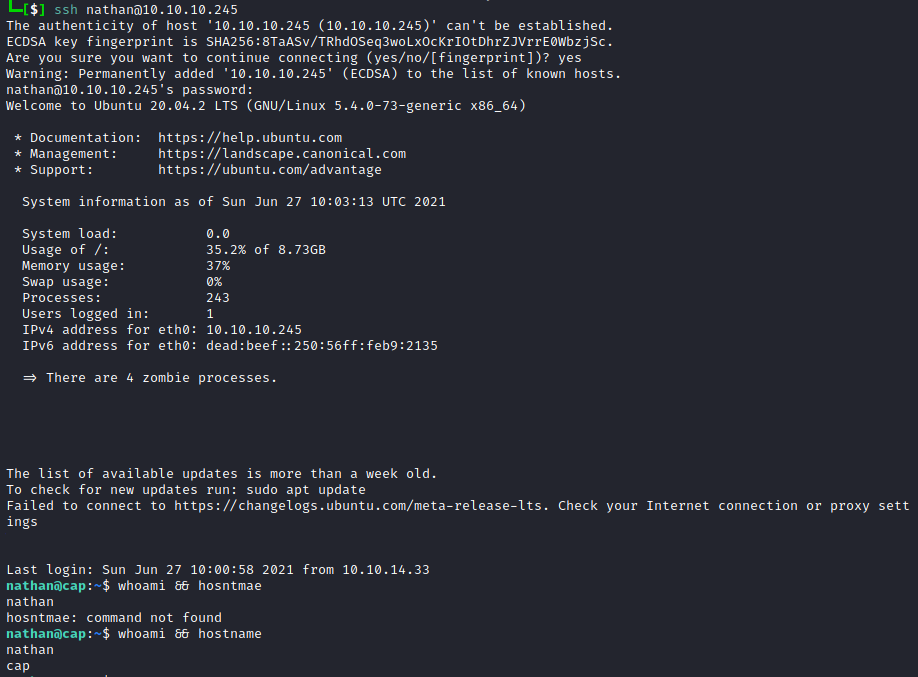 └─[$] ssh nathan@10.10.10.245
The authenticity of host '10.10.10.245 (10.10.10.245)' can't be established.
ECDSA key fingerprint is SHA256:8TaASv/TRhdOSeq3woLxOcKrIOtDhrZJVrrE0WbzjSc.
Are you sure you want to continue connecting (yes/no/[fingerprint])? yes
Warning: Permanently added '10.10.10.245' (ECDSA) to the list of known hosts.
nathan@10.10.10.245's password:
Welcome to Ubuntu 20.04.2 LTS (GNU/Linux 5.4.0-73-generic x86_64)
* Documentation:  https://help.ubuntu.com
* Management:     https://landscape.canonical.com
* Support:        https://ubuntu.com/advantage
System information as of Sun Jun 27 10:03:13 UTC 2021
System load:           0.0
Usage of /:            35.2% of 8.73GB
Memory usage:          37%
Swap usage:            0%
Processes:             243
Users logged in:       1
IPv4 address for eth0: 10.10.10.245
IPv6 address for eth0: dead:beef::250:56ff:feb9:2135
=> There are 4 zombie processes.
The list of available updates is more than a week old.
To check for new updates run: sudo apt update
Failed to connect to https://changelogs.ubuntu.com/meta-release-lts. Check your Internet connection or proxy sett
ings
Last login: Sun Jun 27 10:00:58 2021 from 10.10.14.33
nathan@cap:~$ whoami && hosntmae
nathan
hosntmae: command not found
nathan@cap:~$ whoami && hostname
nathan
cap